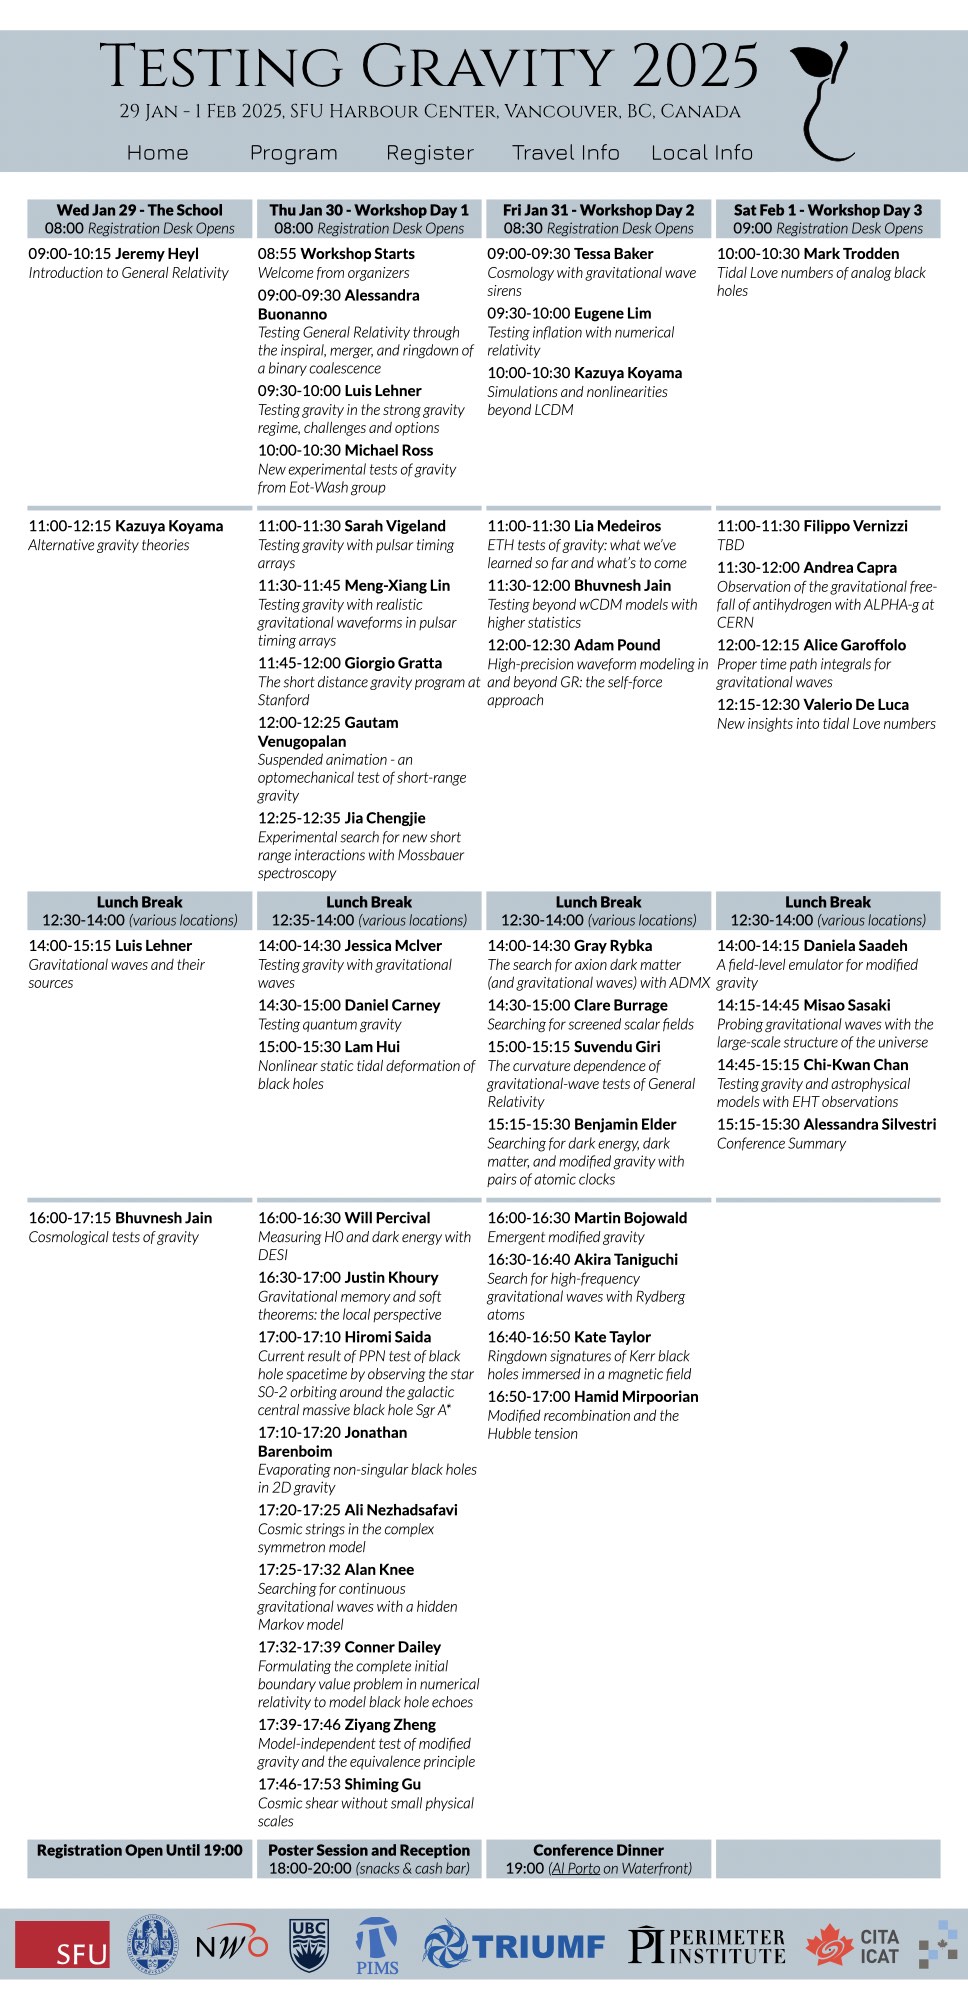 Testing Gravity 2025
29 Jan - 1 Feb 2025, SFU Harbour Center, Vancouver, BC, Canada
Home Program Register Travel Info Local Info
Wed Jan 29 - The School
08:00 Registration Desk Opens
09:00-10:15 Jeremy Heyl
Introduction to General Relativity
11:00-12:15 Kazuya Koyama
Alternative gravity theories
Lunch Break
12:30-14:00 (various locations)
14:00-15:15 Luis Lehner
Gravitational waves and their
sources
16:00-17:15 Bhuvnesh Jain
Cosmological tests of gravity
Registration Open Until 19:00
Thu Jan 30 - Workshop Day 1
08:00 Registration Desk Opens
08:55 Workshop Starts
Welcome from organizers
09:00-09:30 Alessandra
Buonanno
Testing General Relativity through
the inspiral, merger, and ringdown of
a binary coalescence
09:30-10:00 Luis Lehner
Testing gravity in the strong gravity
regime, challenges and options
10:00-10:30 Michael Ross
New experimental tests of gravity
from Eot-Wash group
11:00-11:30 Sarah Vigeland
Testing gravity with pulsar timing
arrays
11:30-11:45 Meng-Xiang Lin
Testing gravity with realistic
gravitational waveforms in pulsar
timing arrays
11:45-12:00 Giorgio Gratta
The short distance gravity program at
Stanford
12:00-12:25 Gautam
Venugopalan
Suspended animation - an
optomechanical test of short-range
gravity
12:25-12:35 Jia Chengjie
Experimental search for new short
range interactions with Mossbauer
spectroscopy
Lunch Break
12:35-14:00 (various locations)
14:00-14:30 Jessica McIver
Testing gravity with gravitational
waves
14:30-15:00 Daniel Carney
Testing quantum gravity
15:00-15:30 Lam Hui
Nonlinear static tidal deformation of
black holes
16:00-16:30 Will Percival
Measuring H0 and dark energy with
DESI
16:30-17:00 Justin Khoury
Gravitational memory and soft
theorems: the local perspective
17:00-17:10 Hiromi Saida
Current result of PPN test of black
hole spacetime by observing the star
S0-2 orbiting around the galactic
central massive black hole Sgr A*
17:10-17:20 Jonathan
Barenboim
Evaporating non-singular black holes
in 2D gravity
17:20-17:25 Ali Nezhadsafavi
Cosmic strings in the complex
symmetron model
17:25-17:32 Alan Knee
Searching for continuous
gravitational waves with a hidden
Markov model
17:32-17:39 Conner Dailey
Formulating the complete initial
boundary value problem in numerical
relativity to model black hole echoes
17:39-17:46 Ziyang Zheng
Model-independent test of modified
gravity and the equivalence principle
17:46-17:53 Shiming Gu
Cosmic shear without small physical
scales
Poster Session and Reception
18:00-20:00 (snacks & cash bar)
Fri Jan 31 - Workshop Day 2
08:30 Registration Desk Opens
09:00-09:30 Tessa Baker
Cosmology with gravitational wave
sirens
09:30-10:00 Eugene Lim
Testing inflation with numerical
relativity
10:00-10:30 Kazuya Koyama
Simulations and nonlinearities
beyond LCDM
11:00-11:30 Lia Medeiros
ETH tests of gravity: what we've
learned so far and what's to come
11:30-12:00 Bhuvnesh Jain
Testing beyond wCDM models with
higher statistics
12:00-12:30 Adam Pound
High-precision waveform modeling in
and beyond GR: the self-force
approach
Lunch Break
12:30-14:00 (various locations)
14:00-14:30 Gray Rybka
The search for axion dark matter
(and gravitational waves) with ADMX
14:30-15:00 Clare Burrage
Searching for screened scalar fields
15:00-15:15 Suvendu Giri
The curvature dependence of
gravitational-wave tests of General
Relativity
15:15-15:30 Benjamin Elder
Searching for dark energy, dark
matter, and modified gravity with
pairs of atomic clocks
16:00-16:30 Martin Bojowald
Emergent modified gravity
16:30-16:40 Akira Taniguchi
Search for high-frequency
gravitational waves with Rydberg
atoms
16:40-16:50 Kate Taylor
Ringdown signatures of Kerr black
holes immersed in a magnetic field
16:50-17:00 Hamid Mirpoorian
Modified recombination and the
Hubble tension
Conference Dinner
19:00 (Al Porto on Waterfront)
Sat Feb 1 - Workshop Day 3
09:00 Registration Desk Opens
10:00-10:30 Mark Trodden
Tidal Love numbers of analog black
holes
11:00-11:30 Filippo Vernizzi
TBD
11:30-12:00 Andrea Capra
Observation of the gravitational free-
fall of antihydrogen with ALPHA-g at
CERN
12:00-12:15 Alice Garoffolo
Proper time path integrals for
gravitational waves
12:15-12:30 Valerio De Luca
New insights into tidal Love numbers
Lunch Break
12:30-14:00 (various locations)
14:00-14:15 Daniela Saadeh
A field-level emulator for modified
gravity
14:15-14:45 Misao Sasaki
Probing gravitational waves with the
large-scale structure of the universe
14:45-15:15 Chi-Kwan Chan
Testing gravity and astrophysical
models with EHT observations
15:15-15:30 Alessandra Silvestri
Conference Summary
SFU
NWO
UBC
PIMS
TRIUMF
PI PERIMETER
INSTITUTE
CITA
ICAT